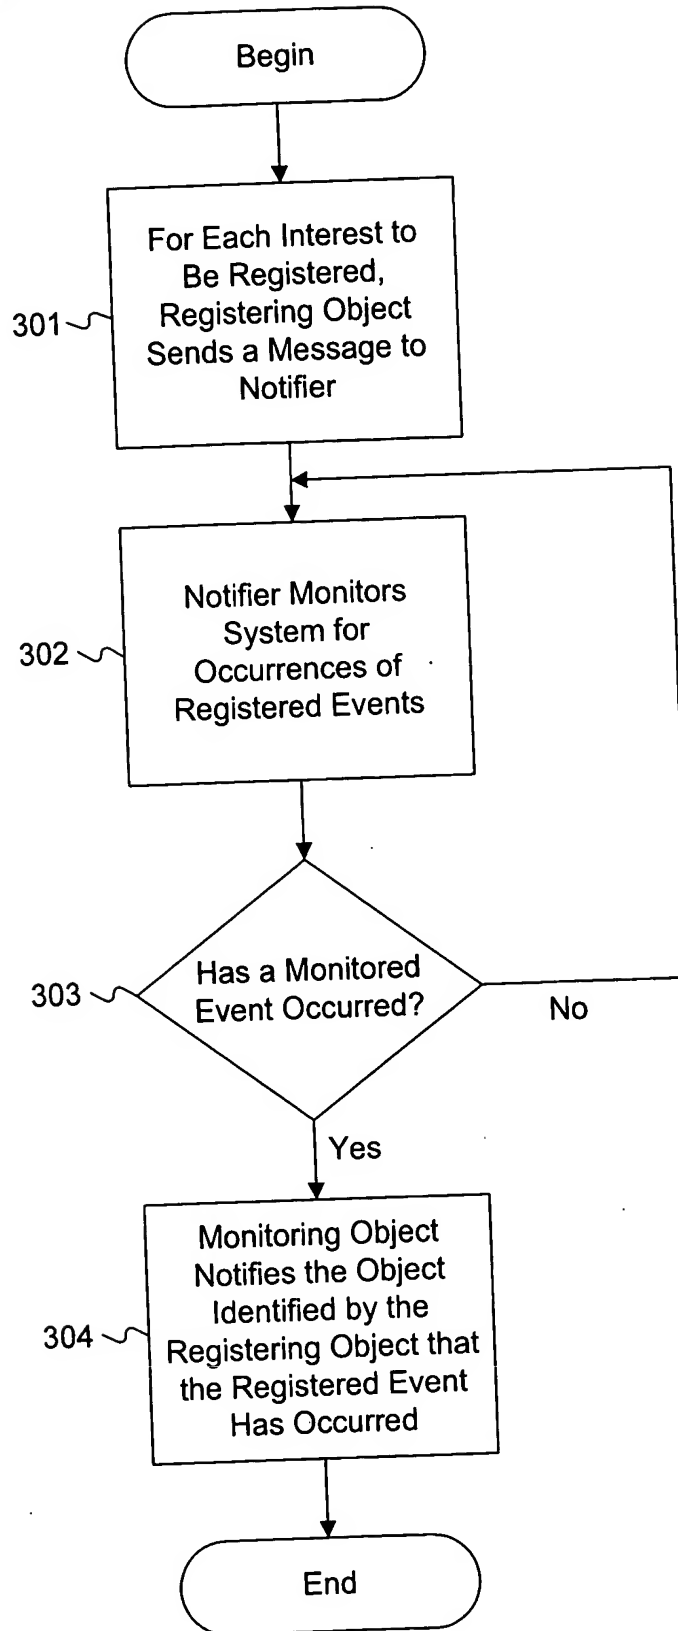 Begin
For Each Interest to
Be Registered,
Registering Object
Sends a Message to
Notifier
301
Notifier Monitors
System for
Occurrences of
Registered Events
302
Has a Monitored
Event Occurred?
303
No
Yes
Monitoring Object
Notifies the Object
Identified by the
Registering Object that
the Registered Event
Has Occurred
304
End